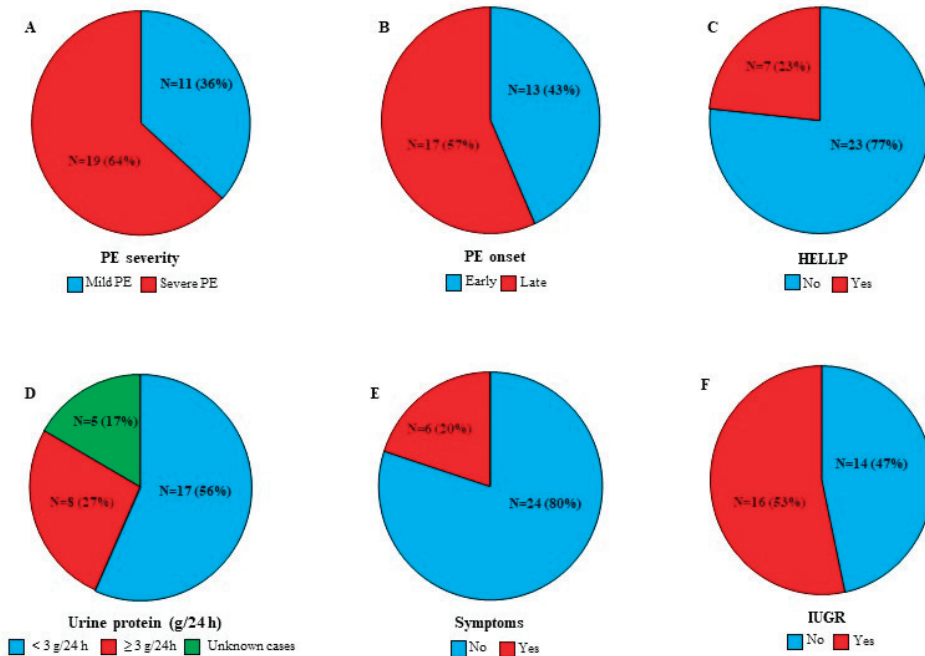 A
N=11 (36%)
N=19 (64%)
PE severity
Mild PE Severe PE
B
N=13 (43%)
N=17 (57%)
PE onset
Early Late
C
N=7 (23%)
N=23 (77%)
HELLP
No Yes
D
N=5 (17%)
N=8 (27%)
N=17 (56%)
Urine protein (g/24 h)
< 3 g/24 h ≥ 3 g/24h Unknown cases
E
N=6 (20%)
N=24 (80%)
Symptoms
No Yes
F
N=14 (47%)
N=16 (53%)
IUGR
No Yes